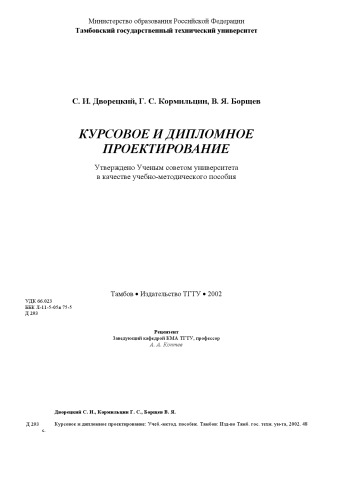 Министерство образования Российской Федерации
Тамбовский государственный технический университет
С. И. Дворецкий, Г. С. Кормильцин, В. Я. Борщев
КУРСОВОЕ И ДИПЛОМНОЕ
ПРОЕКТИРОВАНИЕ
Утверждено Ученым советом университета
в качестве учебно-методического пособия
Тамбов • Издательство ТГТУ • 2002
УДК 66.023
ББК Л-11-5-05я 75-5
Д 203
Рецензент
Заведующий кафедрой ЕМА ТГТУ, профессор
А. А.
Дворецкий С. И., Кормильцин Г. С., Борщев В. Я.
Д 203 Курсовое и дипломное проектирование: Учеб.-метод. пособие. Тамбов: Изд-во Тамб. гос. техн. ун-та, 2002. 48
с.